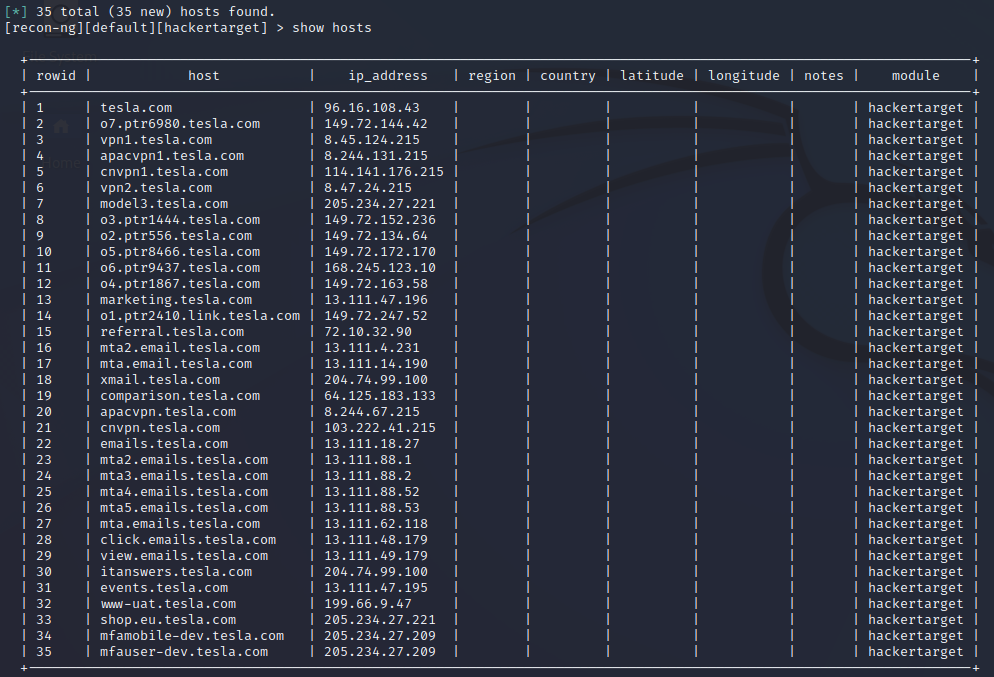 [*] 35 total (35 new) hosts found.
[recon-ng][default][hackertarget] > show hosts
| rowid | host | ip_address | region | country | latitude | longitude | notes | module |
| 1 | tesla.com | 96.16.108.43 | | | | | | hackertarget |
| 2 | o7.ptr6980.tesla.com | 149.72.144.42 | | | | | | hackertarget |
| 3 | vpn1.tesla.com | 8.45.124.215 | | | | | | hackertarget |
| 4 | apacvpn1.tesla.com | 8.244.131.215 | | | | | | hackertarget |
| 5 | cnvpn1.tesla.com | 114.141.176.215 | | | | | | hackertarget |
| 6 | vpn2.tesla.com | 8.47.24.215 | | | | | | hackertarget |
| 7 | model3.tesla.com | 205.234.27.221 | | | | | | hackertarget |
| 8 | o3.ptr1444.tesla.com | 149.72.152.236 | | | | | | hackertarget |
| 9 | o2.ptr556.tesla.com | 149.72.134.64 | | | | | | hackertarget |
| 10 | o5.ptr8466.tesla.com | 149.72.172.170 | | | | | | hackertarget |
| 11 | o6.ptr9437.tesla.com | 168.245.123.10 | | | | | | hackertarget |
| 12 | o4.ptr1867.tesla.com | 149.72.163.58 | | | | | | hackertarget |
| 13 | marketing.tesla.com | 13.111.47.196 | | | | | | hackertarget |
| 14 | o1.ptr2410.link.tesla.com | 149.72.247.52 | | | | | | hackertarget |
| 15 | referral.tesla.com | 72.10.32.90 | | | | | | hackertarget |
| 16 | mta2.email.tesla.com | 13.111.4.231 | | | | | | hackertarget |
| 17 | mta.email.tesla.com | 13.111.14.190 | | | | | | hackertarget |
| 18 | xmail.tesla.com | 204.74.99.100 | | | | | | hackertarget |
| 19 | comparison.tesla.com | 64.125.183.133 | | | | | | hackertarget |
| 20 | apacvpn.tesla.com | 8.244.67.215 | | | | | | hackertarget |
| 21 | cnvpn.tesla.com | 103.222.41.215 | | | | | | hackertarget |
| 22 | emails.tesla.com | 13.111.18.27 | | | | | | hackertarget |
| 23 | mta2.emails.tesla.com | 13.111.88.1 | | | | | | hackertarget |
| 24 | mta3.emails.tesla.com | 13.111.88.2 | | | | | | hackertarget |
| 25 | mta4.emails.tesla.com | 13.111.88.52 | | | | | | hackertarget |
| 26 | mta5.emails.tesla.com | 13.111.88.53 | | | | | | hackertarget |
| 27 | mta.emails.tesla.com | 13.111.62.118 | | | | | | hackertarget |
| 28 | click.emails.tesla.com | 13.111.48.179 | | | | | | hackertarget |
| 29 | view.emails.tesla.com | 13.111.49.179 | | | | | | hackertarget |
| 30 | itanswers.tesla.com | 204.74.99.100 | | | | | | hackertarget |
| 31 | events.tesla.com | 13.111.47.195 | | | | | | hackertarget |
| 32 | www-uat.tesla.com | 199.66.9.47 | | | | | | hackertarget |
| 33 | shop.eu.tesla.com | 205.234.27.221 | | | | | | hackertarget |
| 34 | mfamobile-dev.tesla.com | 205.234.27.209 | | | | | | hackertarget |
| 35 | mfauser-dev.tesla.com | 205.234.27.209 | | | | | | hackertarget |